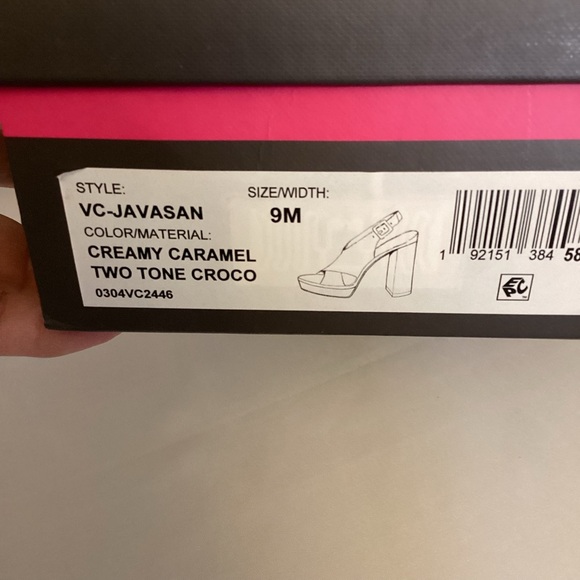 STYLE:
VC-JAVASAN
SIZE/WIDTH:
9M
COLOR/MATERIAL:
CREAMY CARAMEL
TWO TONE CROCO
0304VC2446
1 92151 384 58